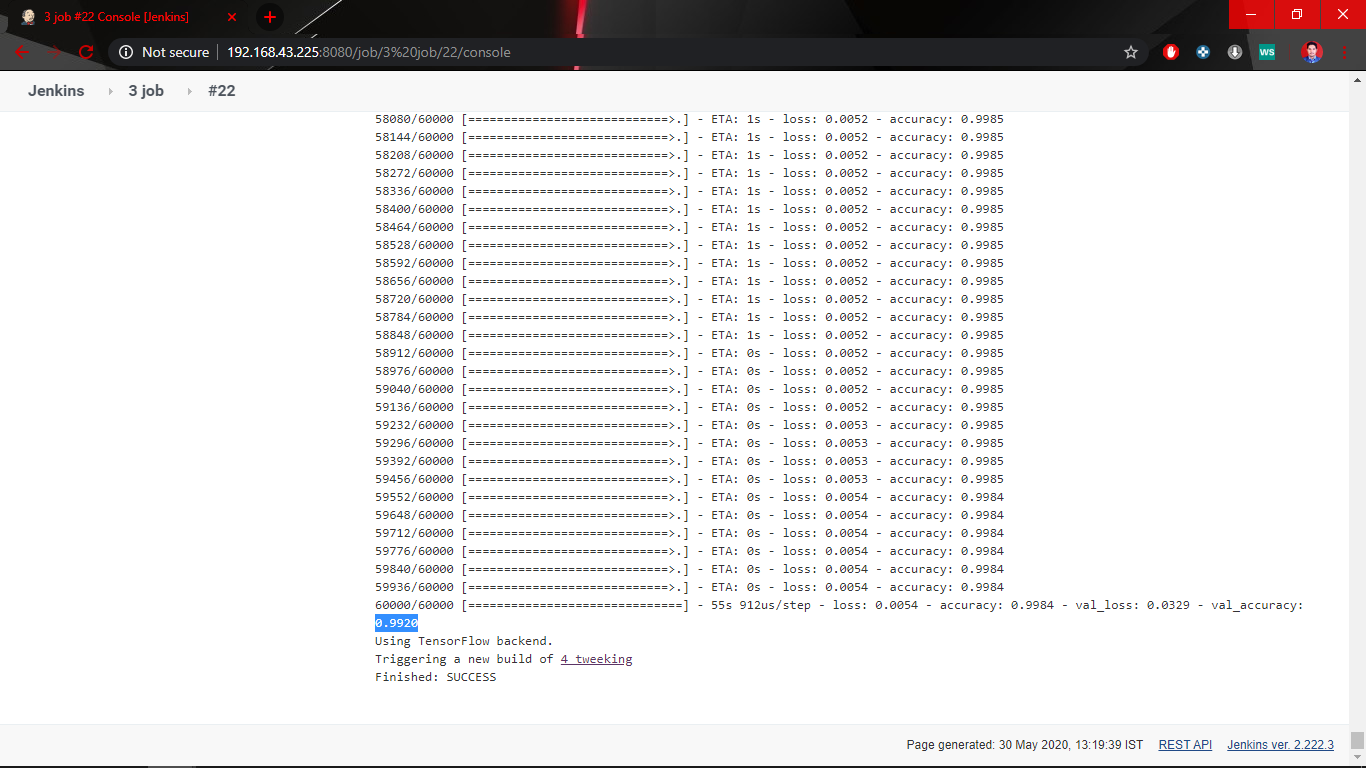 3 job #22 Console [Jenkins]
Not secure 192.168.43.225:8080/job/3%20job/22/console
WS
Jenkins 3 job #22
58080/60000 [============================>.] - ETA: 1s - loss: 0.0052 - accuracy: 0.9985
58144/60000 [============================>.] - ETA: 1s - loss: 0.0052 - accuracy: 0.9985
58208/60000 [============================>.] - ETA: 1s - loss: 0.0052 - accuracy: 0.9985
58272/60000 [============================>.] - ETA: 1s - loss: 0.0052 - accuracy: 0.9985
58336/60000 [============================>.] - ETA: 1s - loss: 0.0052 - accuracy: 0.9985
58400/60000 [============================>.] - ETA: 1s - loss: 0.0052 - accuracy: 0.9985
58464/60000 [============================>.] - ETA: 1s - loss: 0.0052 - accuracy: 0.9985
58528/60000 [============================>.] - ETA: 1s - loss: 0.0052 - accuracy: 0.9985
58592/60000 [============================>.] - ETA: 1s - loss: 0.0052 - accuracy: 0.9985
58656/60000 [============================>.] - ETA: 1s - loss: 0.0052 - accuracy: 0.9985
58720/60000 [============================>.] - ETA: 1s - loss: 0.0052 - accuracy: 0.9985
58784/60000 [============================>.] - ETA: 1s - loss: 0.0052 - accuracy: 0.9985
58848/60000 [============================>.] - ETA: 1s - loss: 0.0052 - accuracy: 0.9985
58912/60000 [============================>.] - ETA: 0s - loss: 0.0052 - accuracy: 0.9985
58976/60000 [============================>.] - ETA: 0s - loss: 0.0052 - accuracy: 0.9985
59040/60000 [============================>.] - ETA: 0s - loss: 0.0052 - accuracy: 0.9985
59136/60000 [============================>.] - ETA: 0s - loss: 0.0052 - accuracy: 0.9985
59232/60000 [============================>.] - ETA: 0s - loss: 0.0053 - accuracy: 0.9985
59296/60000 [============================>.] - ETA: 0s - loss: 0.0053 - accuracy: 0.9985
59392/60000 [============================>.] - ETA: 0s - loss: 0.0053 - accuracy: 0.9985
59456/60000 [============================>.] - ETA: 0s - loss: 0.0053 - accuracy: 0.9985
59552/60000 [============================>.] - ETA: 0s - loss: 0.0054 - accuracy: 0.9984
59648/60000 [============================>.] - ETA: 0s - loss: 0.0054 - accuracy: 0.9984
59712/60000 [============================>.] - ETA: 0s - loss: 0.0054 - accuracy: 0.9984
59776/60000 [============================>.] - ETA: 0s - loss: 0.0054 - accuracy: 0.9984
59840/60000 [============================>.] - ETA: 0s - loss: 0.0054 - accuracy: 0.9984
59936/60000 [============================>.] - ETA: 0s - loss: 0.0054 - accuracy: 0.9984
60000/60000 [==============================] - 55s 912us/step - loss: 0.0054 - accuracy: 0.9984 - val_loss: 0.0329 - val_accuracy:
0.9920
Using TensorFlow backend.
Triggering a new build of 4 tweeking
Finished: SUCCESS
Page generated: 30 May 2020, 13:19:39 IST REST API Jenkins ver. 2.222.3